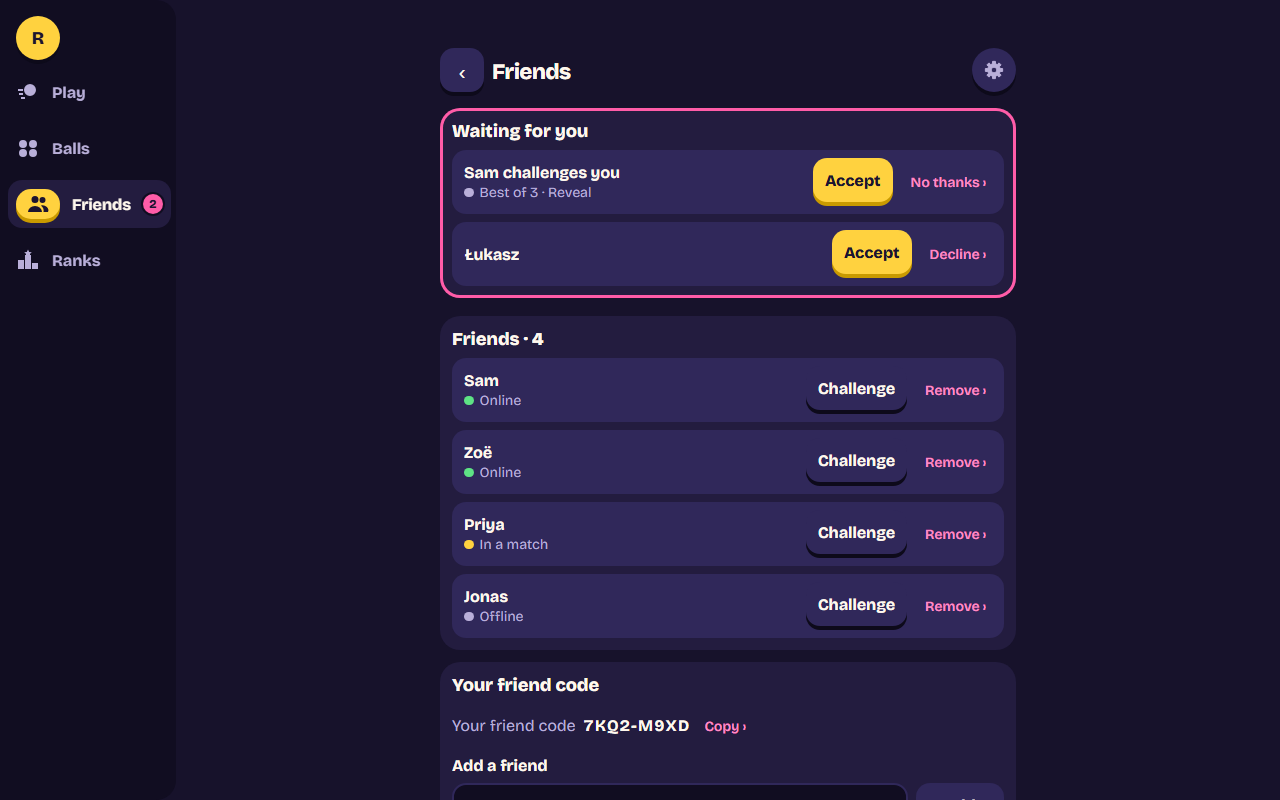 R
Play
Balls
Friends 2
Ranks
‹ Friends
Waiting for you
Sam challenges you
Best of 3 · Reveal
Accept No thanks ›
Łukasz
Accept Decline ›
Friends · 4
Sam
Online
Challenge Remove ›
Zoë
Online
Challenge Remove ›
Priya
In a match
Challenge Remove ›
Jonas
Offline
Challenge Remove ›
Your friend code
Your friend code 7KQ2-M9XD Copy ›
Add a friend